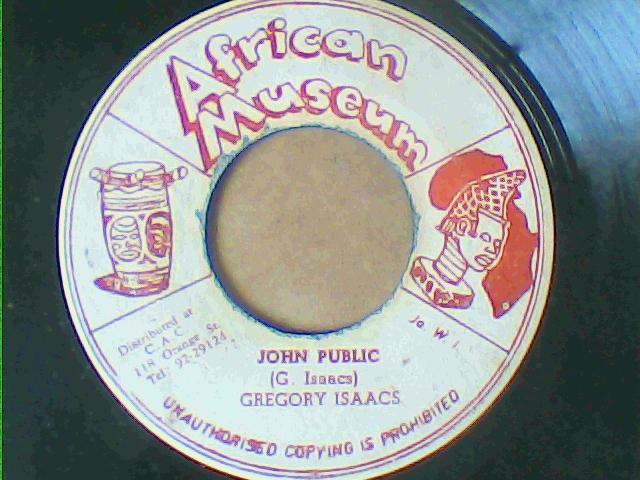 African
Museum
Distributed at
C A C
118 Orange St.
Tel: 92-29124
Ja W I.
JOHN PUBLIC
(G. Isaacs)
GREGORY ISAACS
UNAUTHORISED COPYING IS PROHIBITED